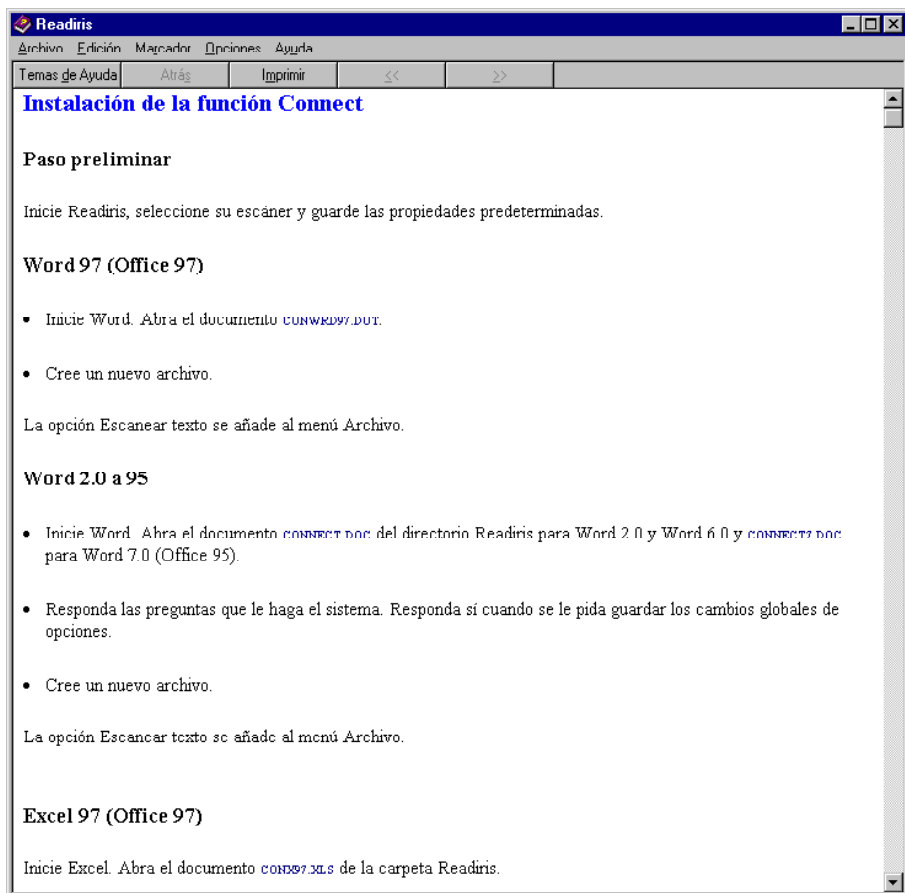 Readiris
Archivo Edición Marcador Opciones Ayuda
Temas de Ayuda Atrás Imprimir << >>
Instalación de la función Connect
Paso preliminar
Inicie Readiris, seleccione su escáner y guarde las propiedades predeterminadas.
Word 97 (Office 97)
• Inicie Word. Abra el documento CONWRD97.DOT.
• Cree un nuevo archivo.
La opción Escanear texto se añade al menú Archivo.
Word 2.0 a 95
• Inicie Word. Abra el documento CONNECT.DOC del directorio Readiris para Word 2.0 y Word 6.0 y CONNECT7.DOC
para Word 7.0 (Office 95).
• Responda las preguntas que le haga el sistema. Responda sí cuando se le pida guardar los cambios globales de
opciones.
• Cree un nuevo archivo.
La opción Escanear texto se añade al menú Archivo.
Excel 97 (Office 97)
Inicie Excel. Abra el documento CONX97.XLS de la carpeta Readiris.